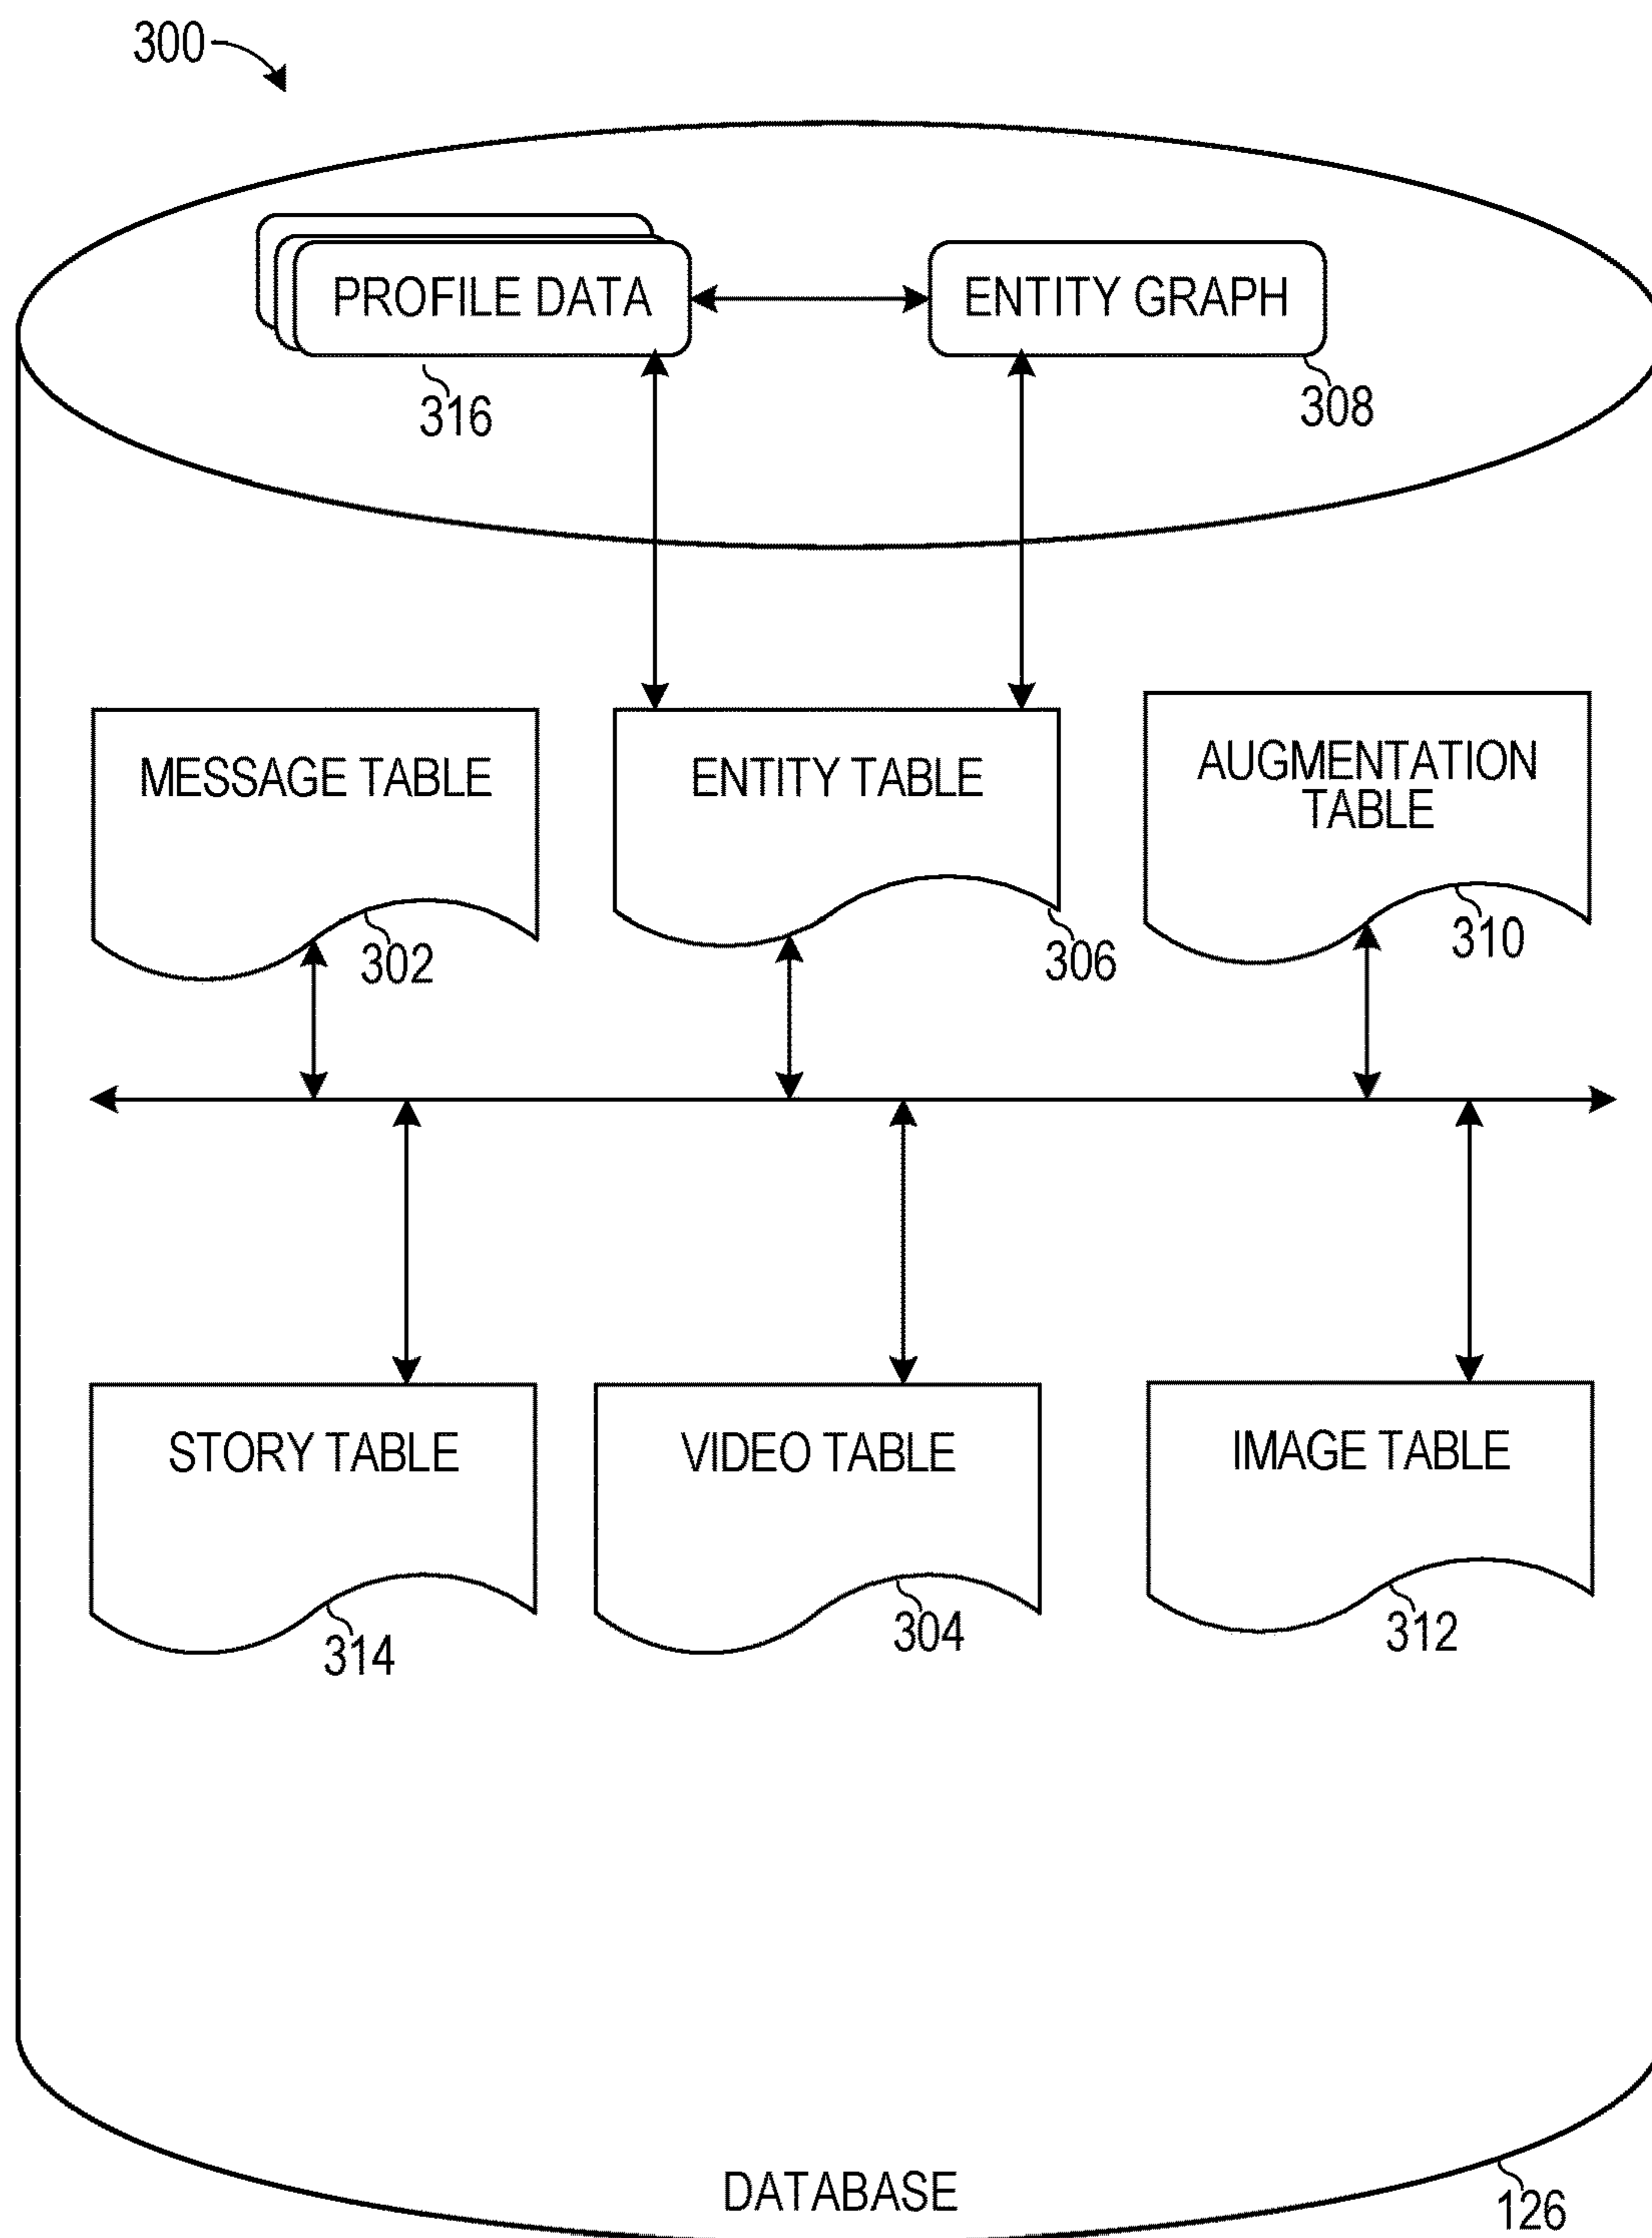 300
PROFILE DATA
ENTITY GRAPH
316
308
MESSAGE TABLE
ENTITY TABLE
AUGMENTATION
TABLE
302
306
310
STORY TABLE
VIDEO TABLE
IMAGE TABLE
314
304
312
DATABASE
126